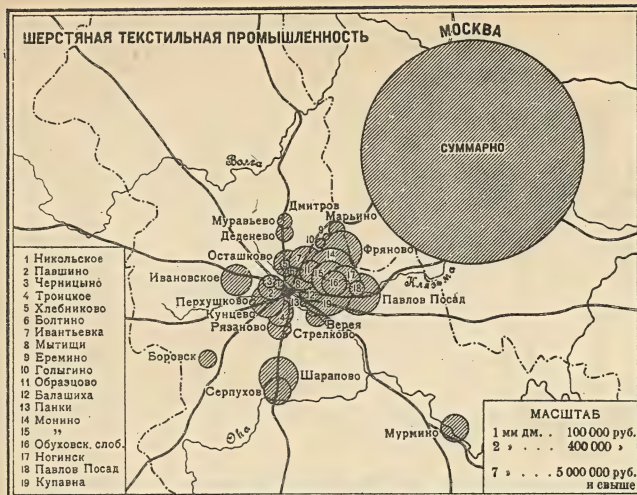 ШЕРСТЯНАЯ ТЕКСТИЛЬНАЯ ПРОМЫШЛЕННОСТЬ
МОСКВА
СУММАРНО
Волга
Дмитров
Муравьево
Марьино
Деденево
Осташково
Фряново
Ивановское
Клязьма
Перхушково
Павлов Посад
Кунцево
Верея
Рязаново
Стрелково
Боровск
Шарапово
Серпухов
Ока
Мурмино
1 Никольское
2 Павшино
3 Черницыно
4 Троицкое
5 Хлебниково
6 Болтино
7 Ивантьевка
8 Мытищи
9 Еремино
10 Голыгино
11 Образцово
12 Балашиха
13 Панки
14 Монино
15 "
16 Обуховск. слоб.
17 Ногинск
18 Павлов Посад
19 Купавна
МАСШТАБ
1 мм дм. . 100 000 руб.
2 » . . . 400 000 »
7 » . . . 5 000 000 руб.
и свыше